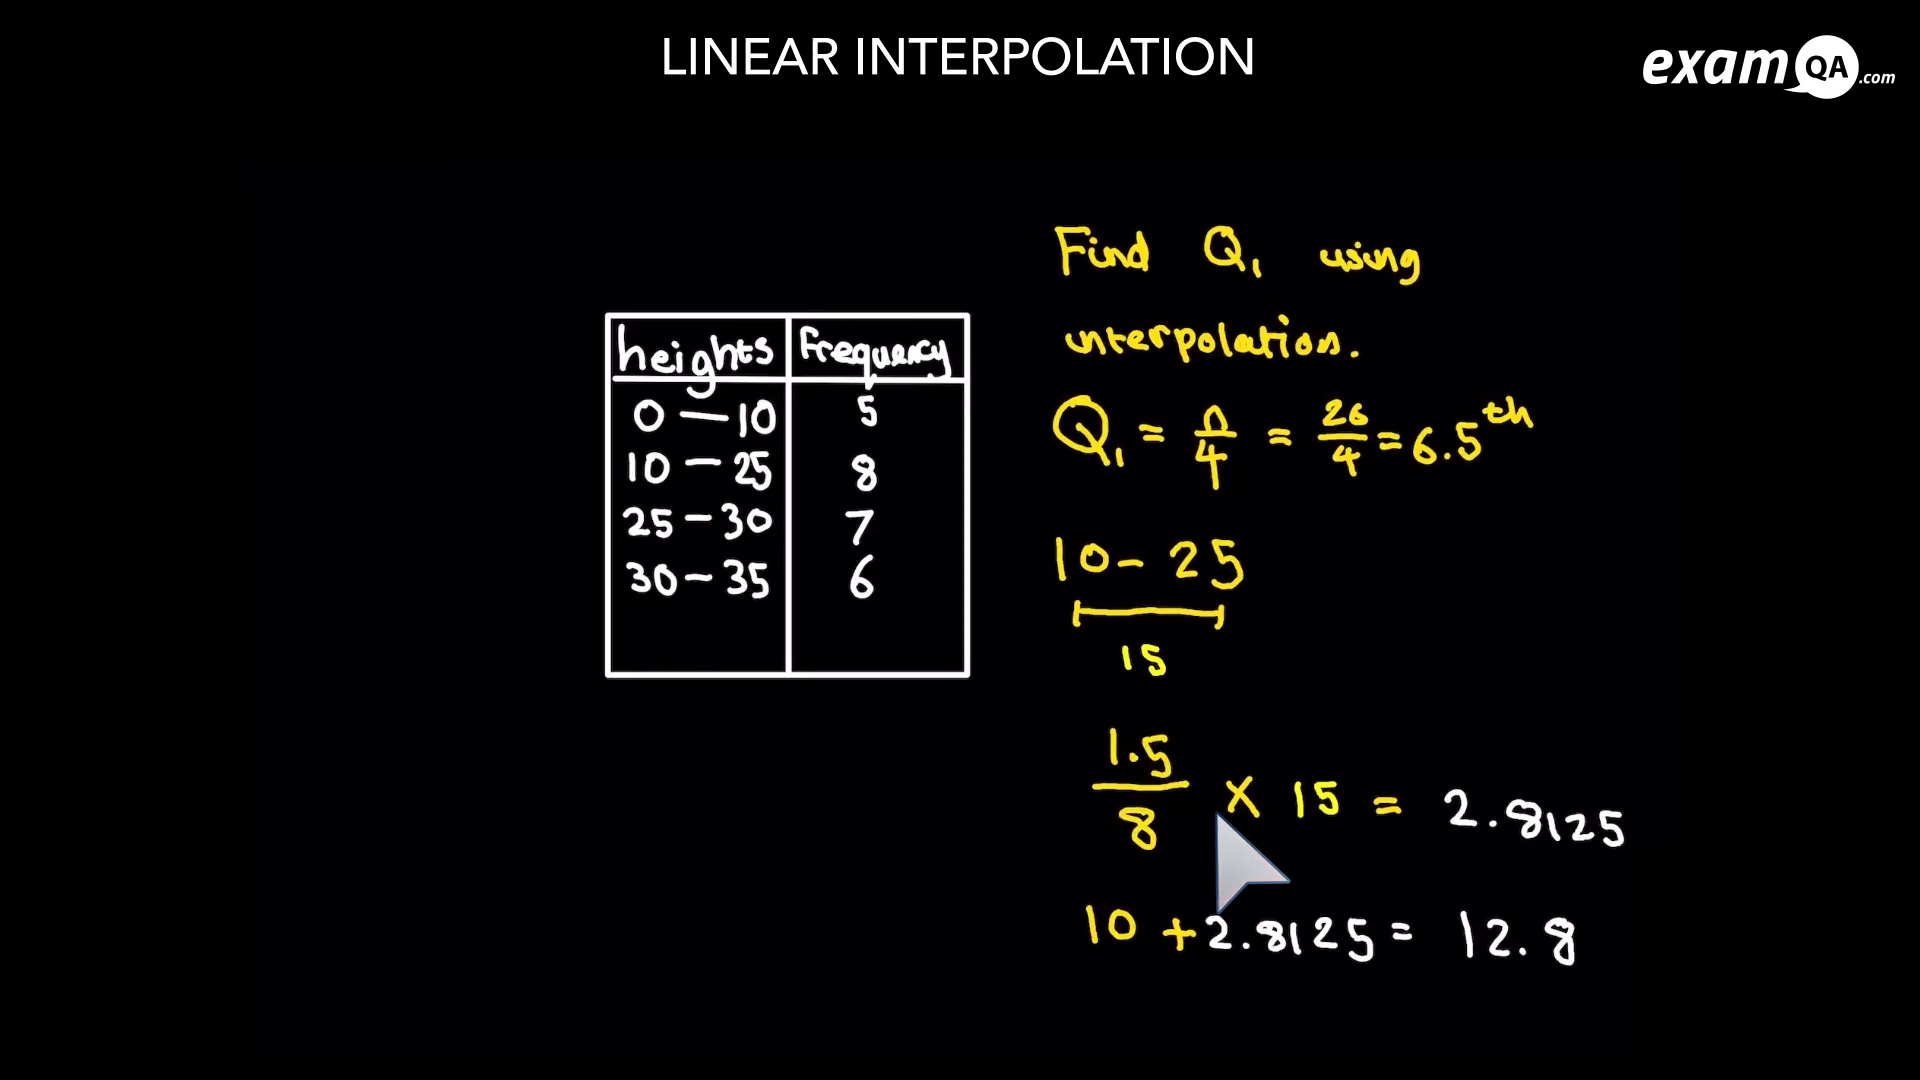 LINEAR INTERPOLATION
examQA.com
heights Frequency
0 - 10 5
10 - 25 8
25 - 30 7
30 - 35 6
Find Q₁ using
interpolation.
Q₁ = n/4 = 26/4 = 6.5th
10 - 25
15
1.5/8 × 15 = 2.8125
10 + 2.8125 = 12.8